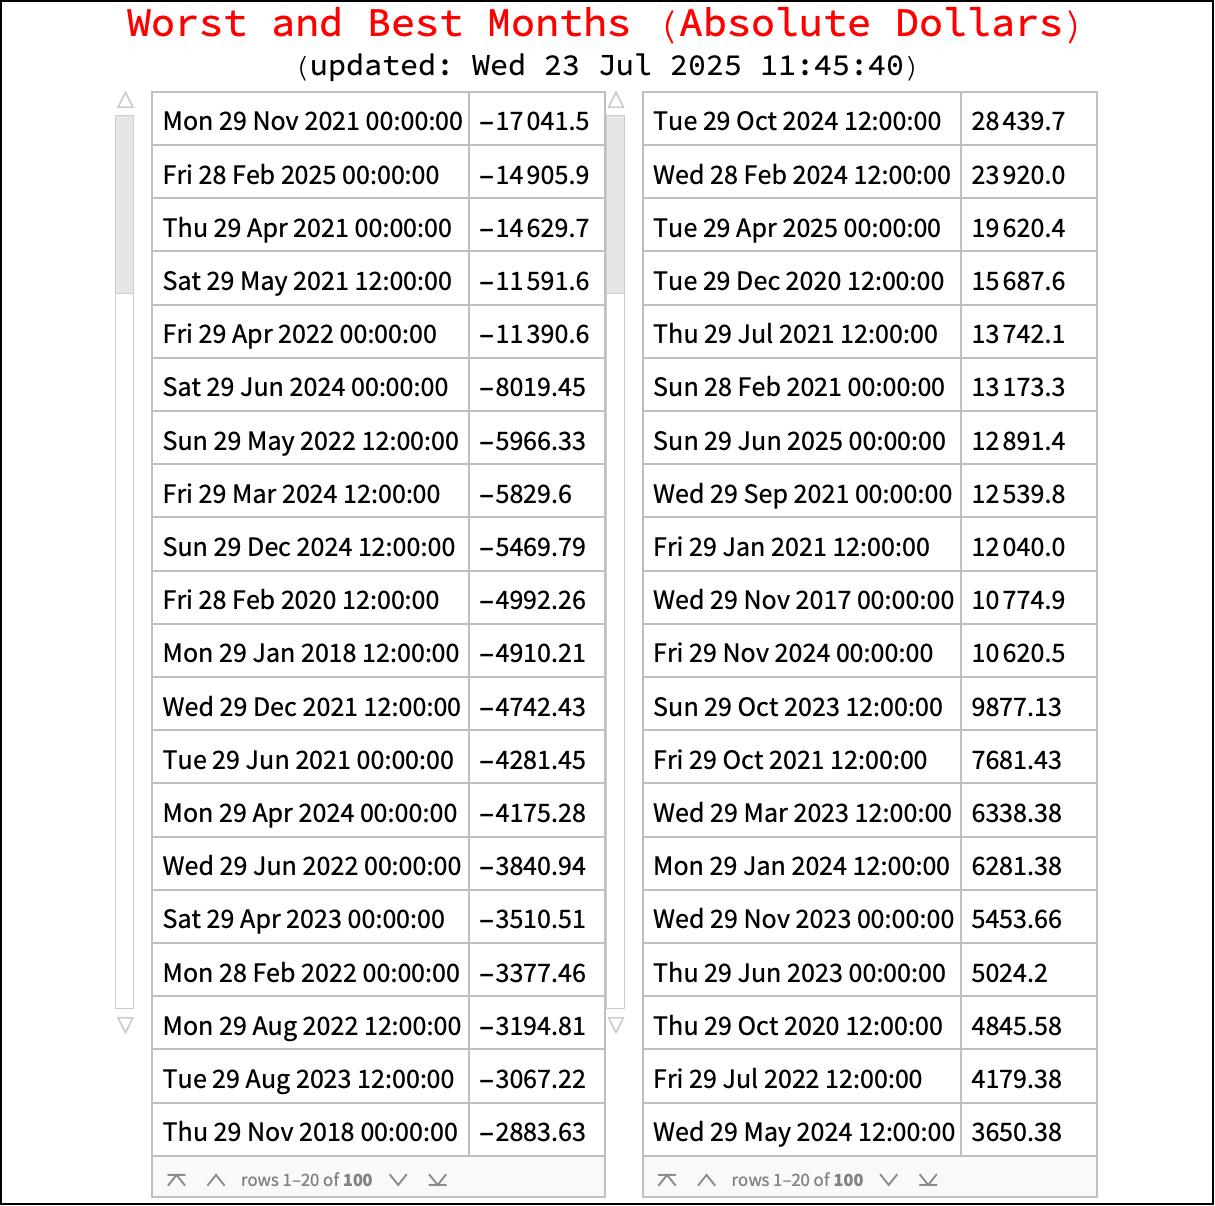 Worst and Best Months (Absolute Dollars)
(updated: Wed 23 Jul 2025 11:45:40)
Mon 29 Nov 2021 00:00:00 −17041.5
Fri 28 Feb 2025 00:00:00 −14905.9
Thu 29 Apr 2021 00:00:00 −14629.7
Sat 29 May 2021 12:00:00 −11591.6
Fri 29 Apr 2022 00:00:00 −11390.6
Sat 29 Jun 2024 00:00:00 −8019.45
Sun 29 May 2022 12:00:00 −5966.33
Fri 29 Mar 2024 12:00:00 −5829.6
Sun 29 Dec 2024 12:00:00 −5469.79
Fri 28 Feb 2020 12:00:00 −4992.26
Mon 29 Jan 2018 12:00:00 −4910.21
Wed 29 Dec 2021 12:00:00 −4742.43
Tue 29 Jun 2021 00:00:00 −4281.45
Mon 29 Apr 2024 00:00:00 −4175.28
Wed 29 Jun 2022 00:00:00 −3840.94
Sat 29 Apr 2023 00:00:00 −3510.51
Mon 28 Feb 2022 00:00:00 −3377.46
Mon 29 Aug 2022 12:00:00 −3194.81
Tue 29 Aug 2023 12:00:00 −3067.22
Thu 29 Nov 2018 00:00:00 −2883.63
rows 1–20 of 100
Tue 29 Oct 2024 12:00:00 28439.7
Wed 28 Feb 2024 12:00:00 23920.0
Tue 29 Apr 2025 00:00:00 19620.4
Tue 29 Dec 2020 12:00:00 15687.6
Thu 29 Jul 2021 12:00:00 13742.1
Sun 28 Feb 2021 00:00:00 13173.3
Sun 29 Jun 2025 00:00:00 12891.4
Wed 29 Sep 2021 00:00:00 12539.8
Fri 29 Jan 2021 12:00:00 12040.0
Wed 29 Nov 2017 00:00:00 10774.9
Fri 29 Nov 2024 00:00:00 10620.5
Sun 29 Oct 2023 12:00:00 9877.13
Fri 29 Oct 2021 12:00:00 7681.43
Wed 29 Mar 2023 12:00:00 6338.38
Mon 29 Jan 2024 12:00:00 6281.38
Wed 29 Nov 2023 00:00:00 5453.66
Thu 29 Jun 2023 00:00:00 5024.2
Thu 29 Oct 2020 12:00:00 4845.58
Fri 29 Jul 2022 12:00:00 4179.38
Wed 29 May 2024 12:00:00 3650.38
rows 1–20 of 100